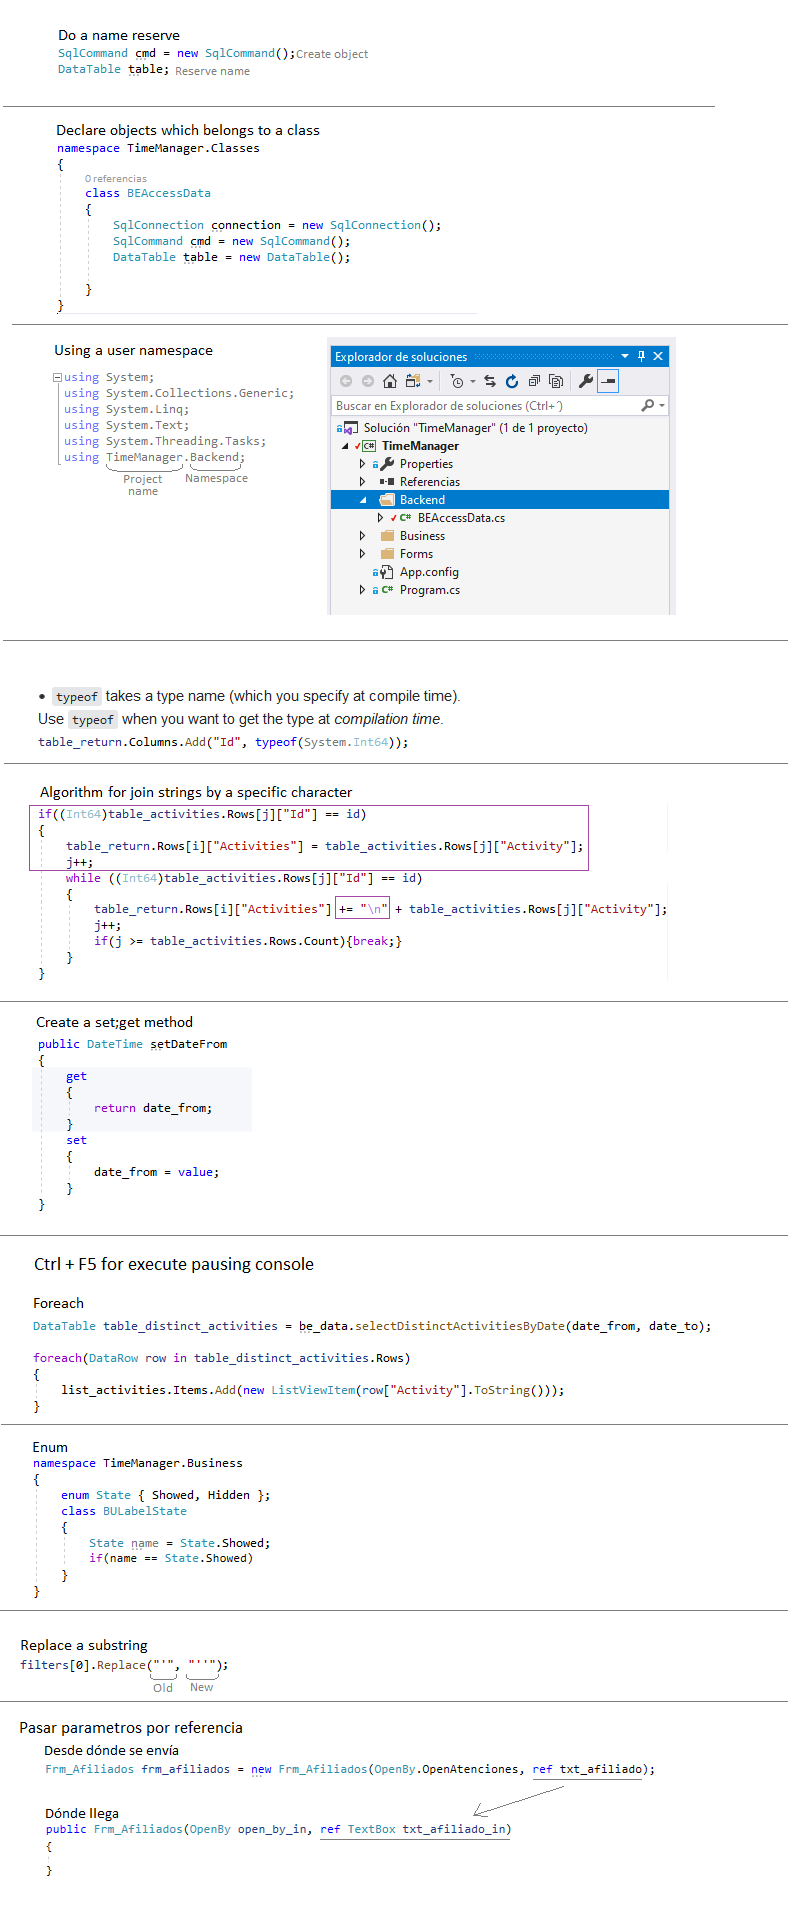 Do a name reserve
SqlCommand cmd = new SqlCommand();Create object
DataTable table; Reserve name
Declare objects which belongs to a class
namespace TimeManager.Classes
{
0 referencias
class BEAccessData
{
SqlConnection connection = new SqlConnection();
SqlCommand cmd = new SqlCommand();
DataTable table = new DataTable();
}
}
Using a user namespace
using System;
using System.Collections.Generic;
using System.Linq;
using System.Text;
using System.Threading.Tasks;
using TimeManager.Backend;
Project name
Namespace
Explorador de soluciones
Buscar en Explorador de soluciones (Ctrl+´)
Solución "TimeManager" (1 de 1 proyecto)
C# TimeManager
Properties
Referencias
Backend
C# BEAccessData.cs
Business
Forms
App.config
C# Program.cs
• typeof takes a type name (which you specify at compile time).
Use typeof when you want to get the type at compilation time.
table_return.Columns.Add("Id", typeof(System.Int64));
Algorithm for join strings by a specific character
if((Int64)table_activities.Rows[j]["Id"] == id)
{
table_return.Rows[i]["Activities"] = table_activities.Rows[j]["Activity"];
j++;
while ((Int64)table_activities.Rows[j]["Id"] == id)
{
table_return.Rows[i]["Activities"] += "\n" + table_activities.Rows[j]["Activity"];
j++;
if(j >= table_activities.Rows.Count){break;}
}
}
Create a set;get method
public DateTime setDateFrom
{
get
{
return date_from;
}
set
{
date_from = value;
}
}
Ctrl + F5 for execute pausing console
Foreach
DataTable table_distinct_activities = be_data.selectDistinctActivitiesByDate(date_from, date_to);
foreach(DataRow row in table_distinct_activities.Rows)
{
list_activities.Items.Add(new ListViewItem(row["Activity"].ToString()));
}
Enum
namespace TimeManager.Business
{
enum State { Showed, Hidden };
class BULabelState
{
State name = State.Showed;
if(name == State.Showed)
}
}
Replace a substring
filters[0].Replace("'", "''");
Old New
Pasar parametros por referencia
Desde dónde se envía
Frm_Afiliados frm_afiliados = new Frm_Afiliados(OpenBy.OpenAtenciones, ref txt_afiliado);
Dónde llega
public Frm_Afiliados(OpenBy open_by_in, ref TextBox txt_afiliado_in)
{
}